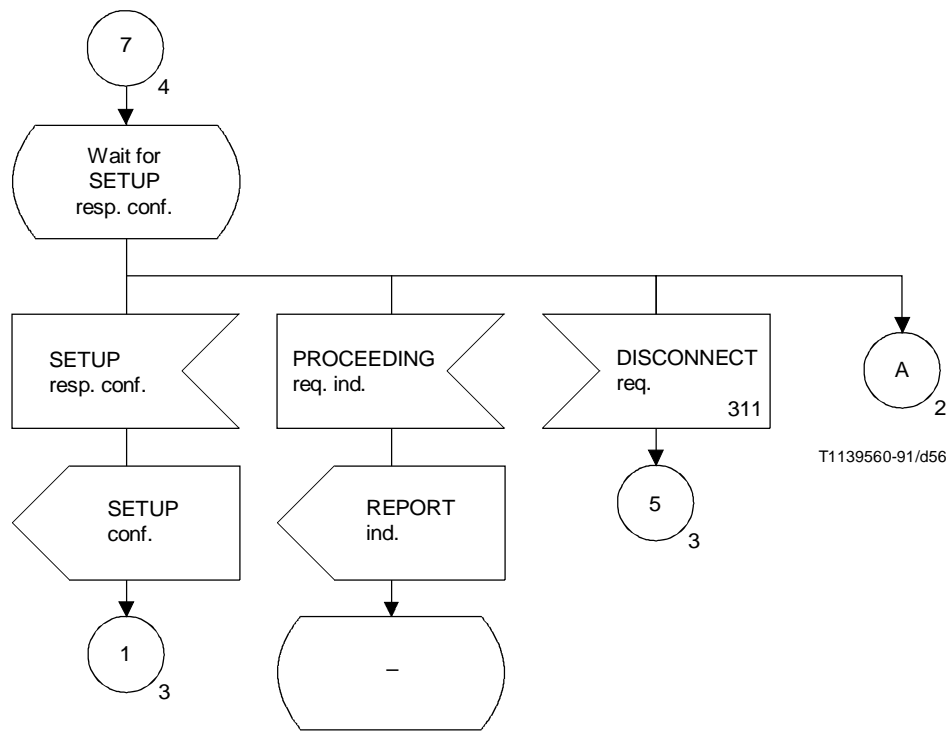 7
4
Wait for
SETUP
resp. conf.
SETUP
resp. conf.
PROCEEDING
req. ind.
DISCONNECT
req.
311
A
2
T1139560-91/d56
SETUP
conf.
REPORT
ind.
5
3
1
3
–